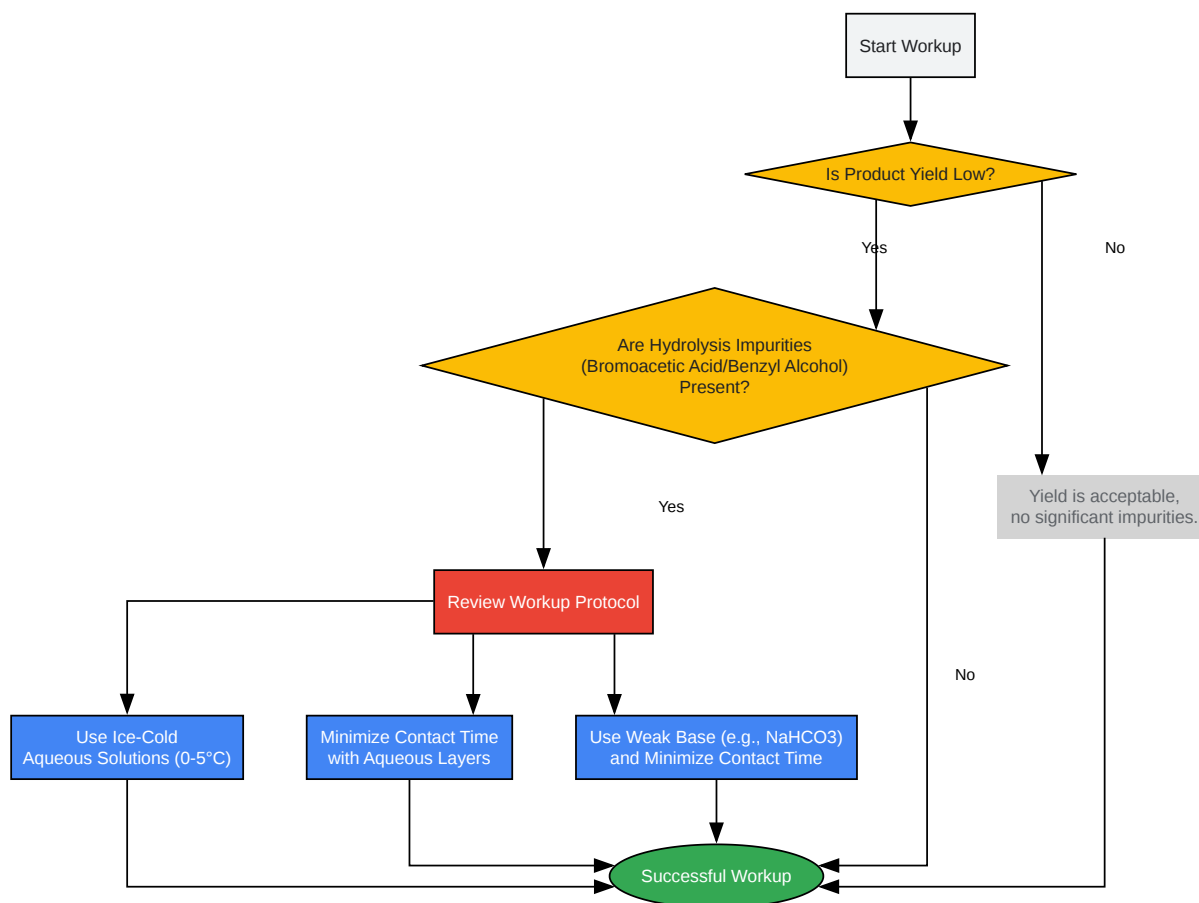 Start Workup
Is Product Yield Low?
Yes
No
Are Hydrolysis Impurities
(Bromoacetic Acid/Benzyl Alcohol)
Present?
Yield is acceptable,
no significant impurities.
Yes
Review Workup Protocol
No
Use Ice-Cold
Aqueous Solutions (0-5°C)
Minimize Contact Time
with Aqueous Layers
Use Weak Base (e.g., NaHCO3)
and Minimize Contact Time
Successful Workup